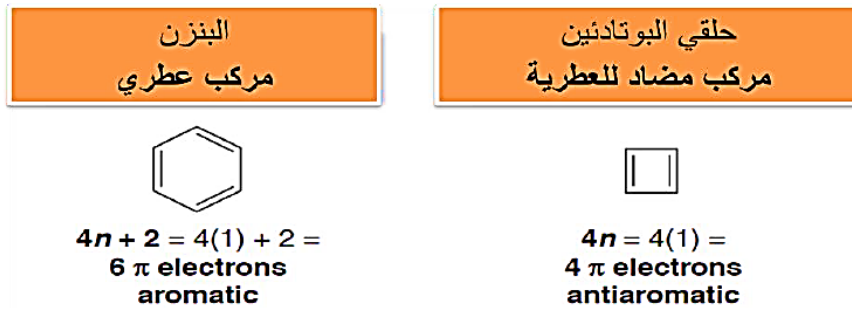 البنزن
مركب عطري
حلقي البوتادئين
مركب مضاد للعطرية
4n + 2 = 4(1) + 2 =
6 π electrons
aromatic
4n = 4(1) =
4 π electrons
antiaromatic